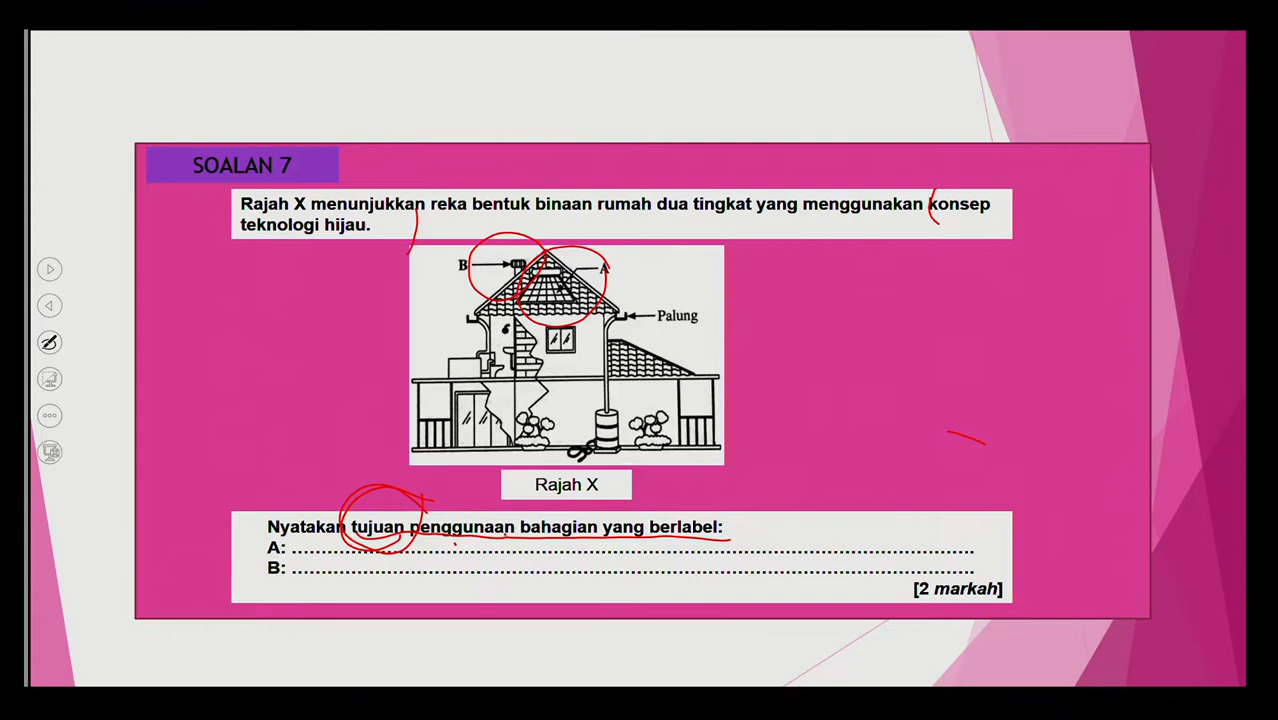 SOALAN 7
Rajah X menunjukkan reka bentuk binaan rumah dua tingkat yang menggunakan konsep
teknologi hijau.
B
A
Palung
Rajah X
Nyatakan tujuan penggunaan bahagian yang berlabel:
A: ................................................................
B: ................................................................
[2 markah]